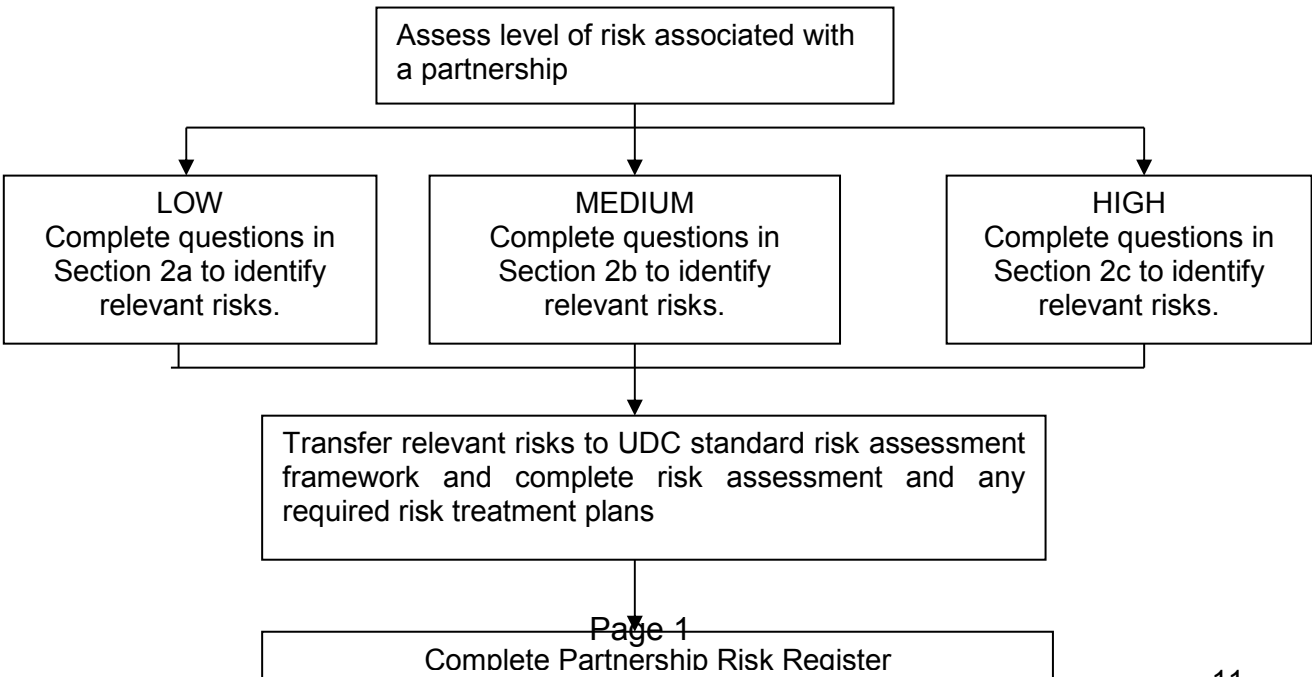 Assess level of risk associated with
a partnership
LOW
Complete questions in
Section 2a to identify
relevant risks.
MEDIUM
Complete questions in
Section 2b to identify
relevant risks.
HIGH
Complete questions in
Section 2c to identify
relevant risks.
Transfer relevant risks to UDC standard risk assessment
framework and complete risk assessment and any
required risk treatment plans
Page 1
Complete Partnership Risk Register
11